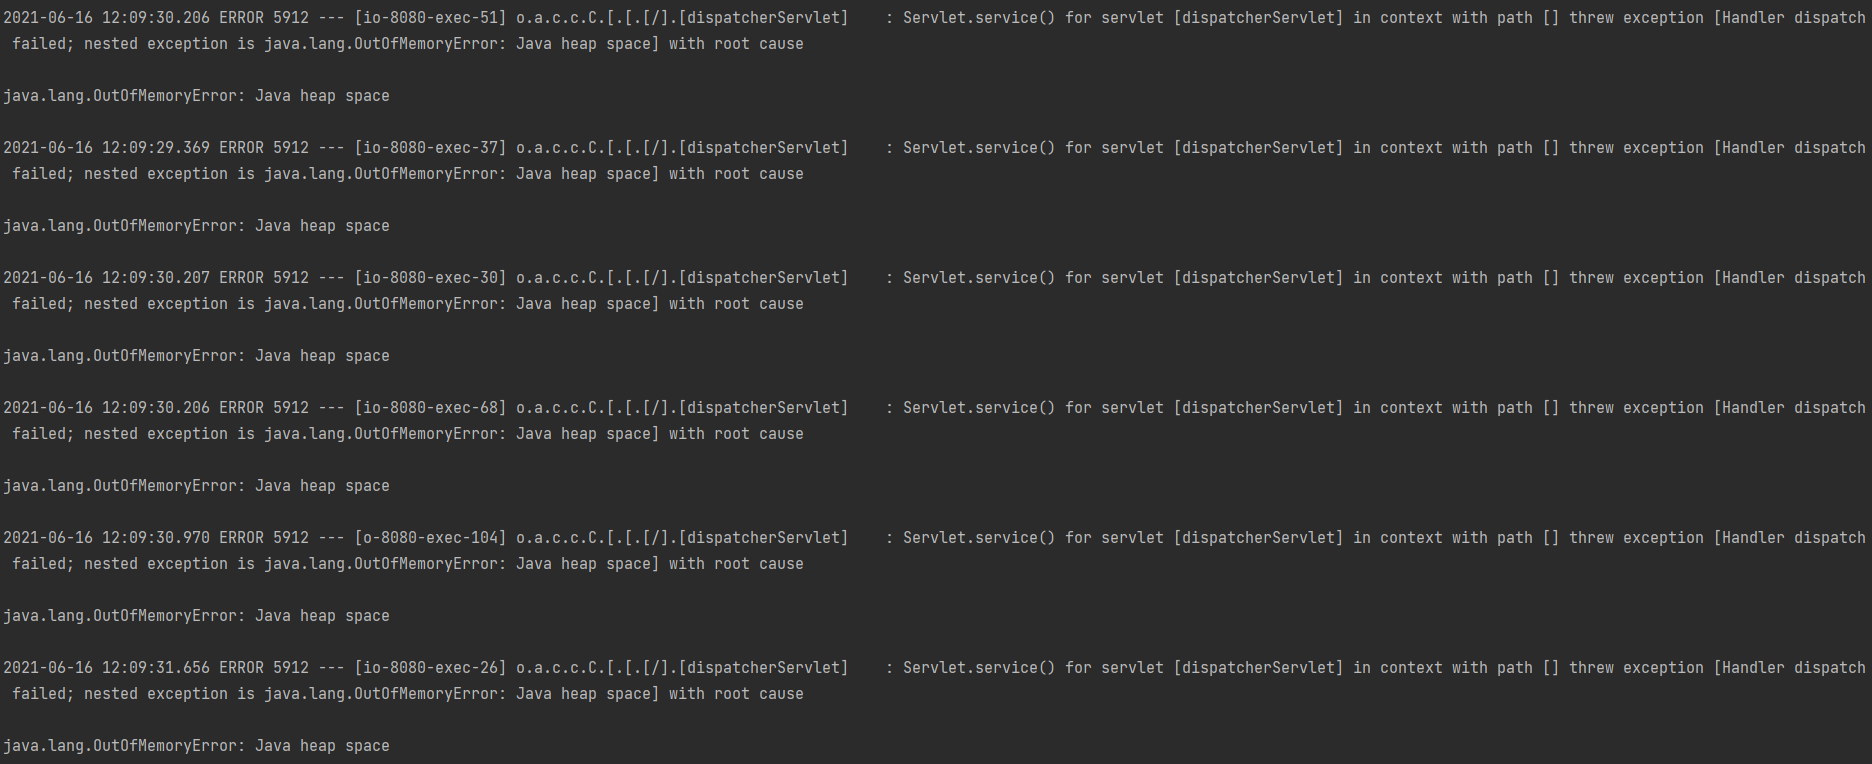 2021-06-16 12:09:30.206 ERROR 5912 --- [io-8080-exec-51] o.a.c.c.C.[.[.[/].[dispatcherServlet]    : Servlet.service() for servlet [dispatcherServlet] in context with path [] threw exception [Handler dispatch
 failed; nested exception is java.lang.OutOfMemoryError: Java heap space] with root cause
java.lang.OutOfMemoryError: Java heap space
2021-06-16 12:09:29.369 ERROR 5912 --- [io-8080-exec-37] o.a.c.c.C.[.[.[/].[dispatcherServlet]    : Servlet.service() for servlet [dispatcherServlet] in context with path [] threw exception [Handler dispatch
 failed; nested exception is java.lang.OutOfMemoryError: Java heap space] with root cause
java.lang.OutOfMemoryError: Java heap space
2021-06-16 12:09:30.207 ERROR 5912 --- [io-8080-exec-30] o.a.c.c.C.[.[.[/].[dispatcherServlet]    : Servlet.service() for servlet [dispatcherServlet] in context with path [] threw exception [Handler dispatch
 failed; nested exception is java.lang.OutOfMemoryError: Java heap space] with root cause
java.lang.OutOfMemoryError: Java heap space
2021-06-16 12:09:30.206 ERROR 5912 --- [io-8080-exec-68] o.a.c.c.C.[.[.[/].[dispatcherServlet]    : Servlet.service() for servlet [dispatcherServlet] in context with path [] threw exception [Handler dispatch
 failed; nested exception is java.lang.OutOfMemoryError: Java heap space] with root cause
java.lang.OutOfMemoryError: Java heap space
2021-06-16 12:09:30.970 ERROR 5912 --- [o-8080-exec-104] o.a.c.c.C.[.[.[/].[dispatcherServlet]    : Servlet.service() for servlet [dispatcherServlet] in context with path [] threw exception [Handler dispatch
 failed; nested exception is java.lang.OutOfMemoryError: Java heap space] with root cause
java.lang.OutOfMemoryError: Java heap space
2021-06-16 12:09:31.656 ERROR 5912 --- [io-8080-exec-26] o.a.c.c.C.[.[.[/].[dispatcherServlet]    : Servlet.service() for servlet [dispatcherServlet] in context with path [] threw exception [Handler dispatch
 failed; nested exception is java.lang.OutOfMemoryError: Java heap space] with root cause
java.lang.OutOfMemoryError: Java heap space